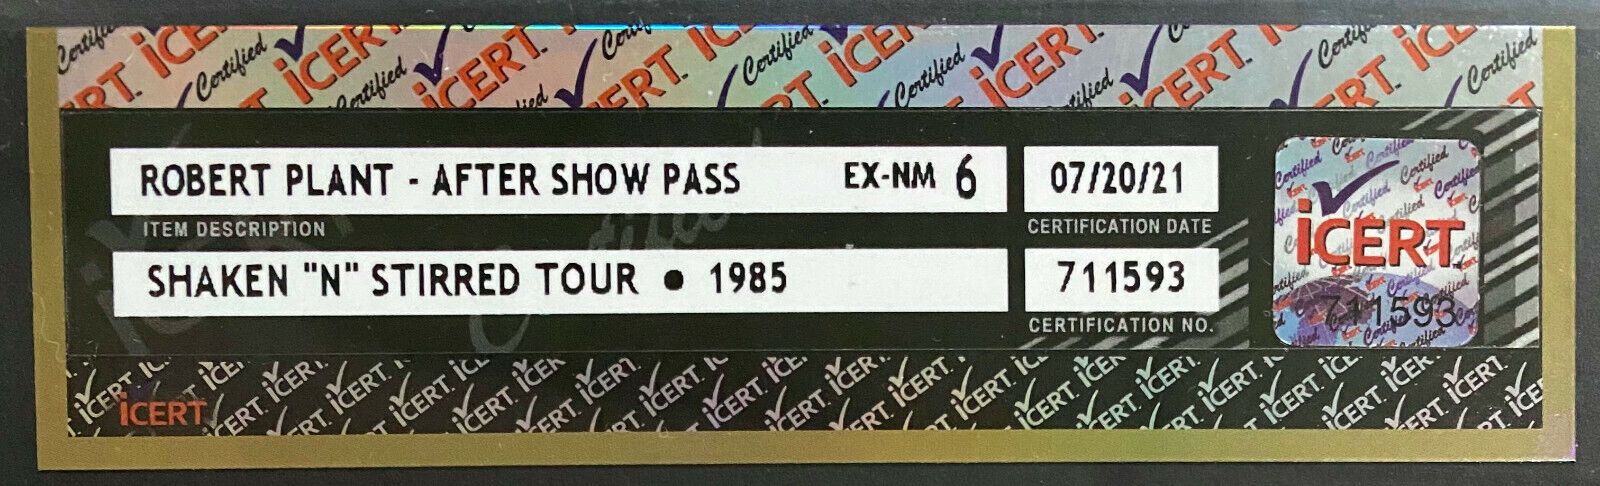 ROBERT PLANT - AFTER SHOW PASS EX-NM 6 07/20/21
ITEM DESCRIPTION CERTIFICATION DATE
SHAKEN "N" STIRRED TOUR ● 1985 711593
CERTIFICATION NO.
Certified
iCERT
711593
iCERT